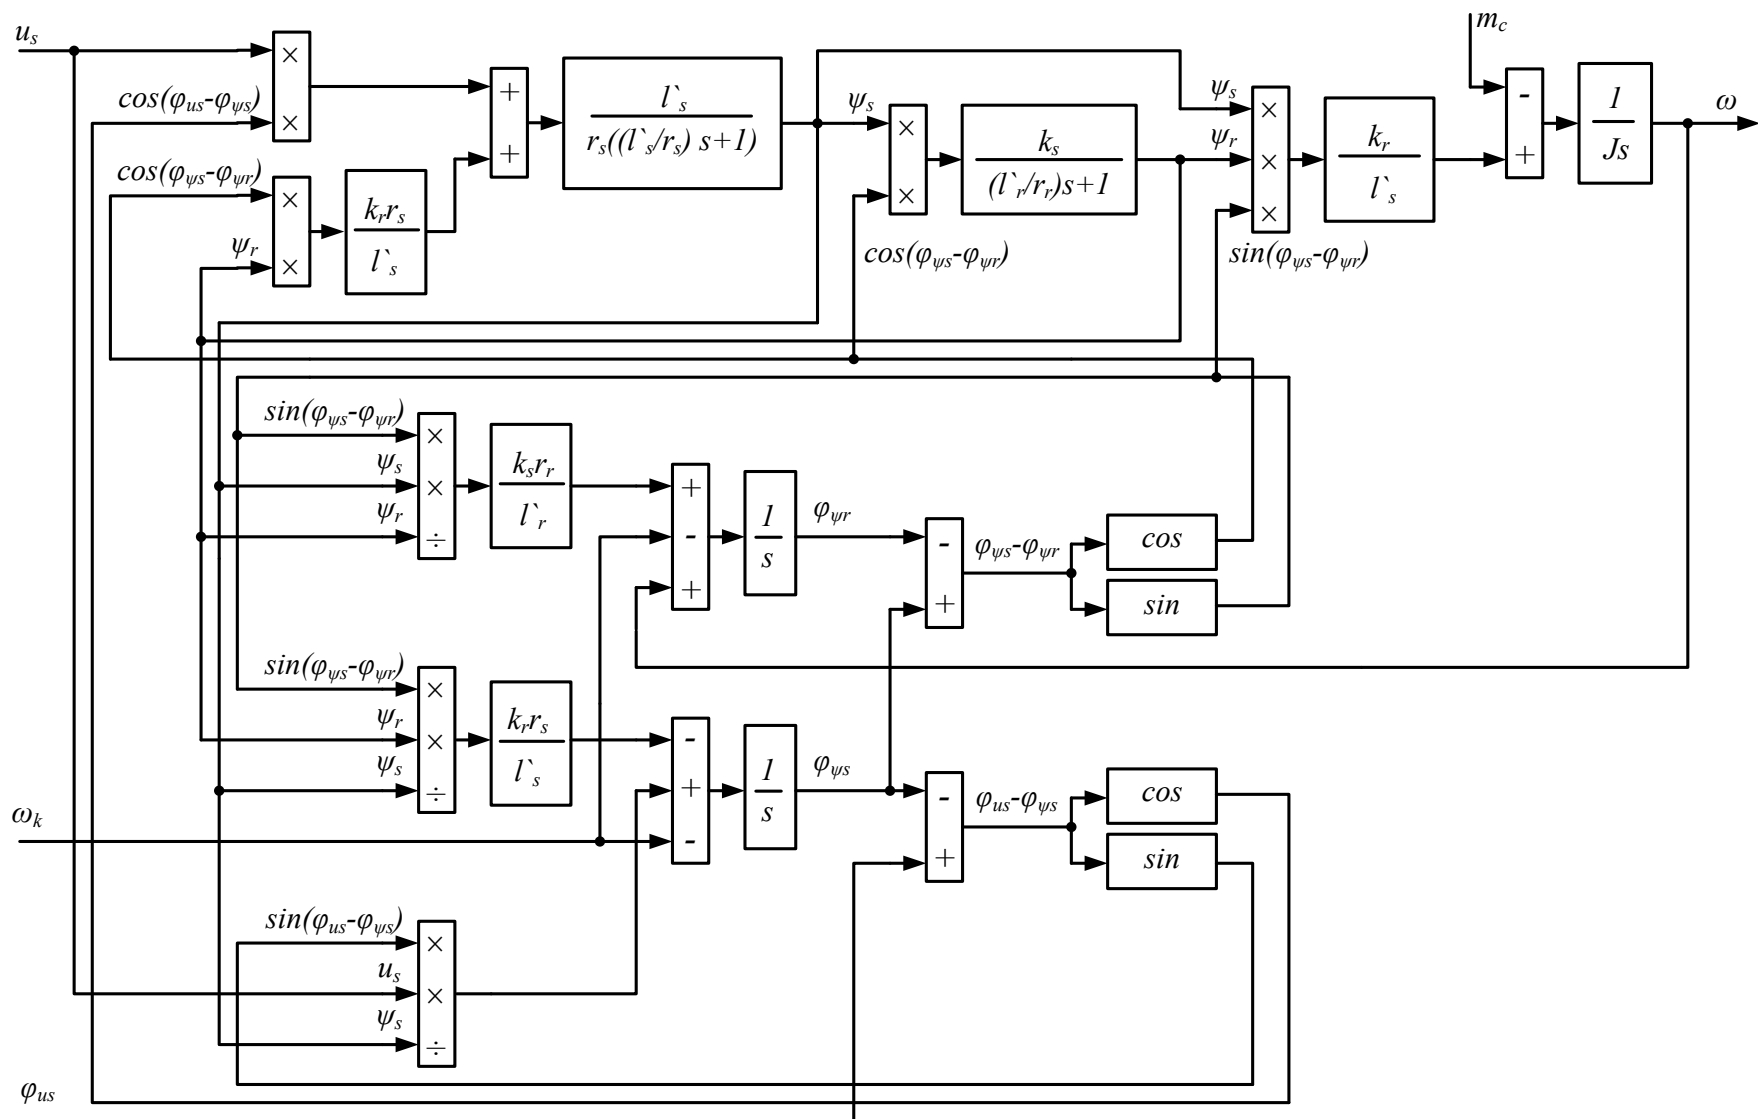 u_s
m_c
×
cos(φ_us-φ_ψs)
×
+
+
l`_s
r_s((l`_s/r_s) s+1)
ψ_s
×
×
k_s
(l`_r/r_r)s+1
ψ_s
ψ_r
×
×
×
k_r
l`_s
-
+
1
Js
ω
cos(φ_ψs-φ_ψr)
ψ_r
×
×
k_r r_s
l`_s
cos(φ_ψs-φ_ψr)
sin(φ_ψs-φ_ψr)
sin(φ_ψs-φ_ψr)
ψ_s
ψ_r
×
×
÷
k_s r_r
l`_r
+
-
+
1
s
φ_ψr
-
+
φ_ψs-φ_ψr
cos
sin
sin(φ_ψs-φ_ψr)
ψ_r
ψ_s
×
×
÷
k_r r_s
l`_s
-
+
-
1
s
φ_ψs
-
+
φ_us-φ_ψs
cos
sin
ω_k
sin(φ_us-φ_ψs)
u_s
ψ_s
×
×
÷
φ_us